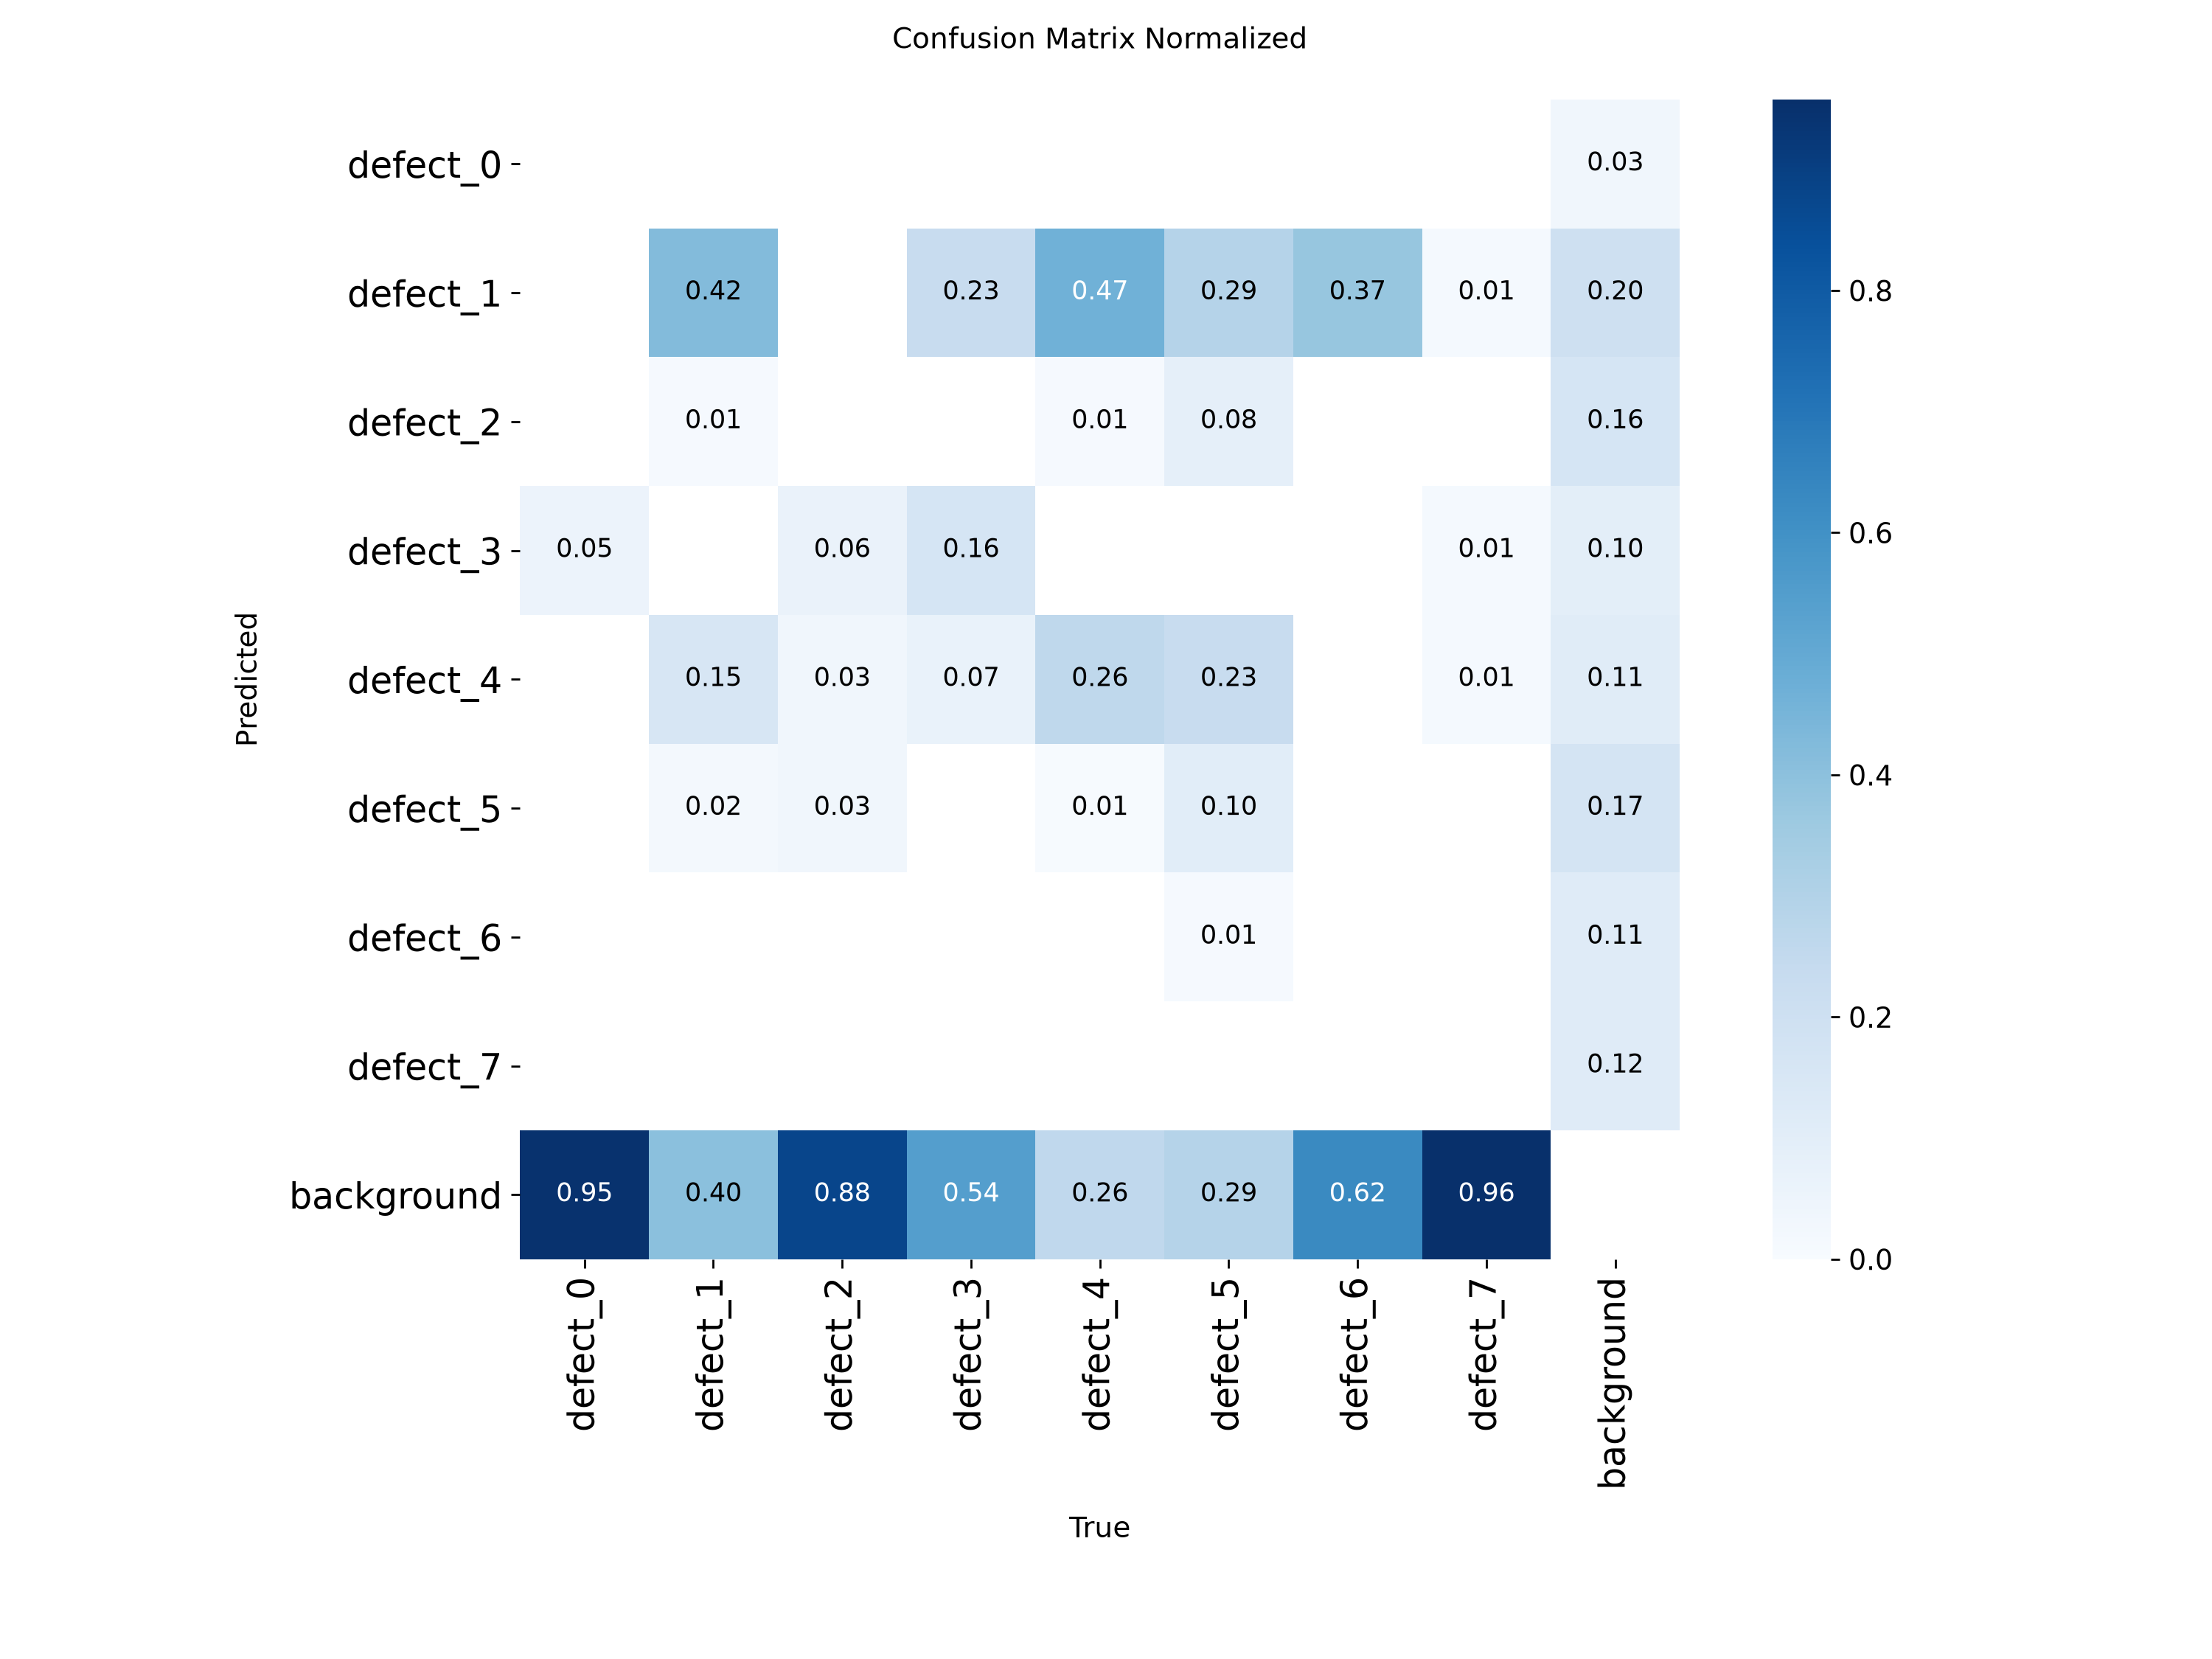 Confusion Matrix Normalized
defect_0 0.03
defect_1 0.42 0.23 0.47 0.29 0.37 0.01 0.20
defect_2 0.01 0.01 0.08 0.16
defect_3 0.05 0.06 0.16 0.01 0.10
defect_4 0.15 0.03 0.07 0.26 0.23 0.01 0.11
defect_5 0.02 0.03 0.01 0.10 0.17
defect_6 0.01 0.11
defect_7 0.12
background 0.95 0.40 0.88 0.54 0.26 0.29 0.62 0.96
Predicted
defect_0 defect_1 defect_2 defect_3 defect_4 defect_5 defect_6 defect_7 background
True
0.8
0.6
0.4
0.2
0.0